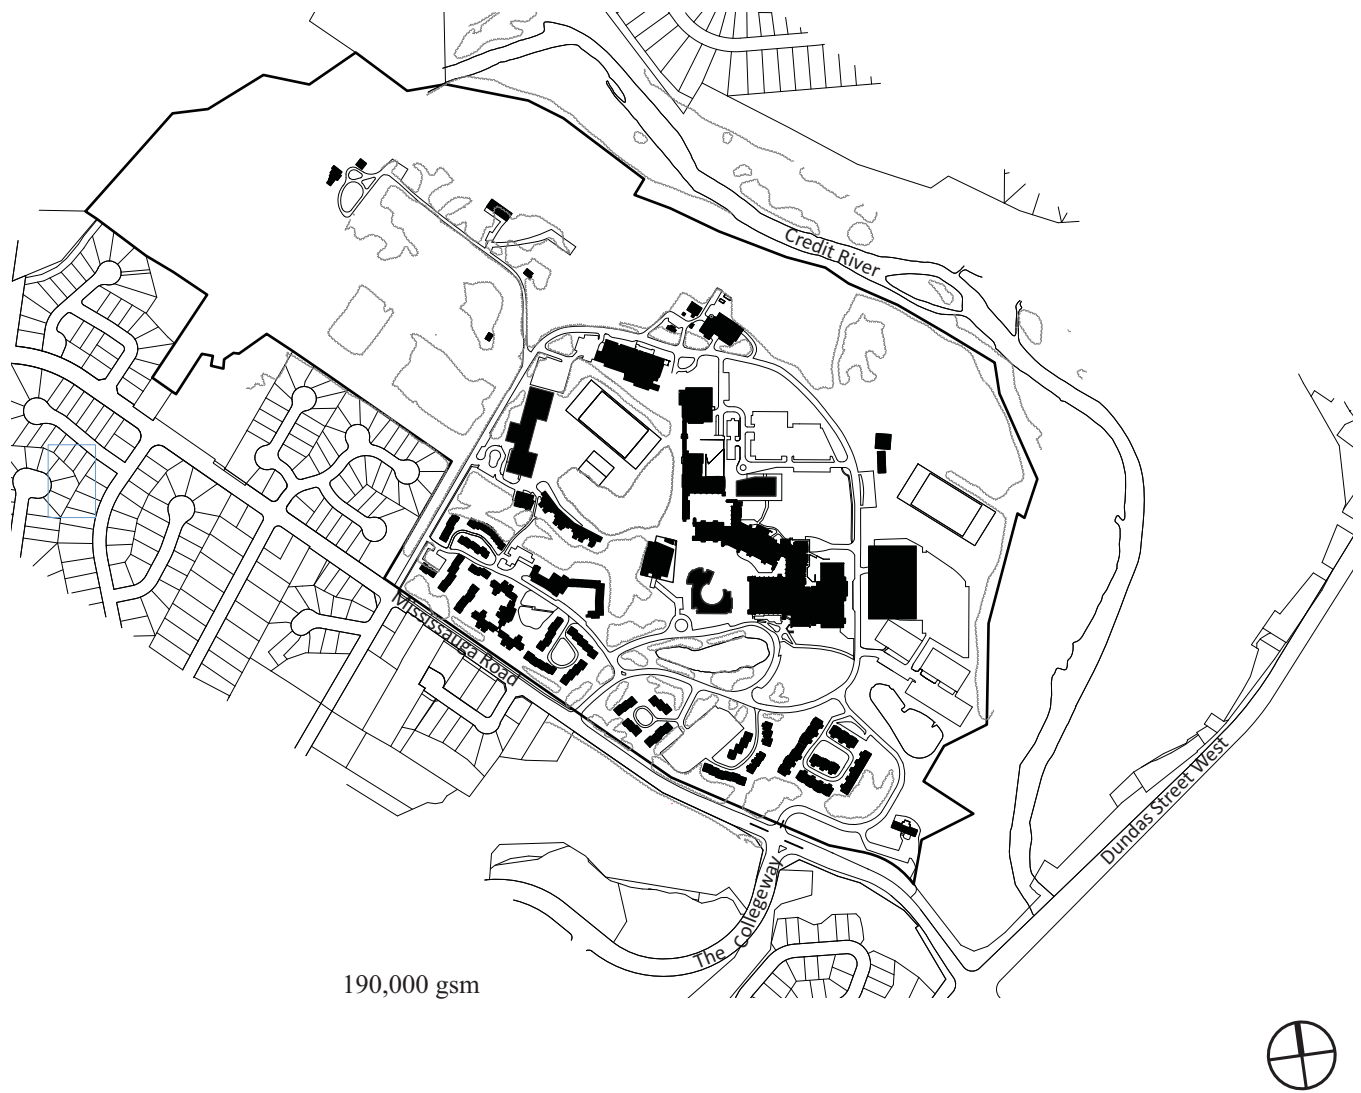 Credit River
Mississauga Road
Dundas Street West
The Collegeway
190,000 gsm